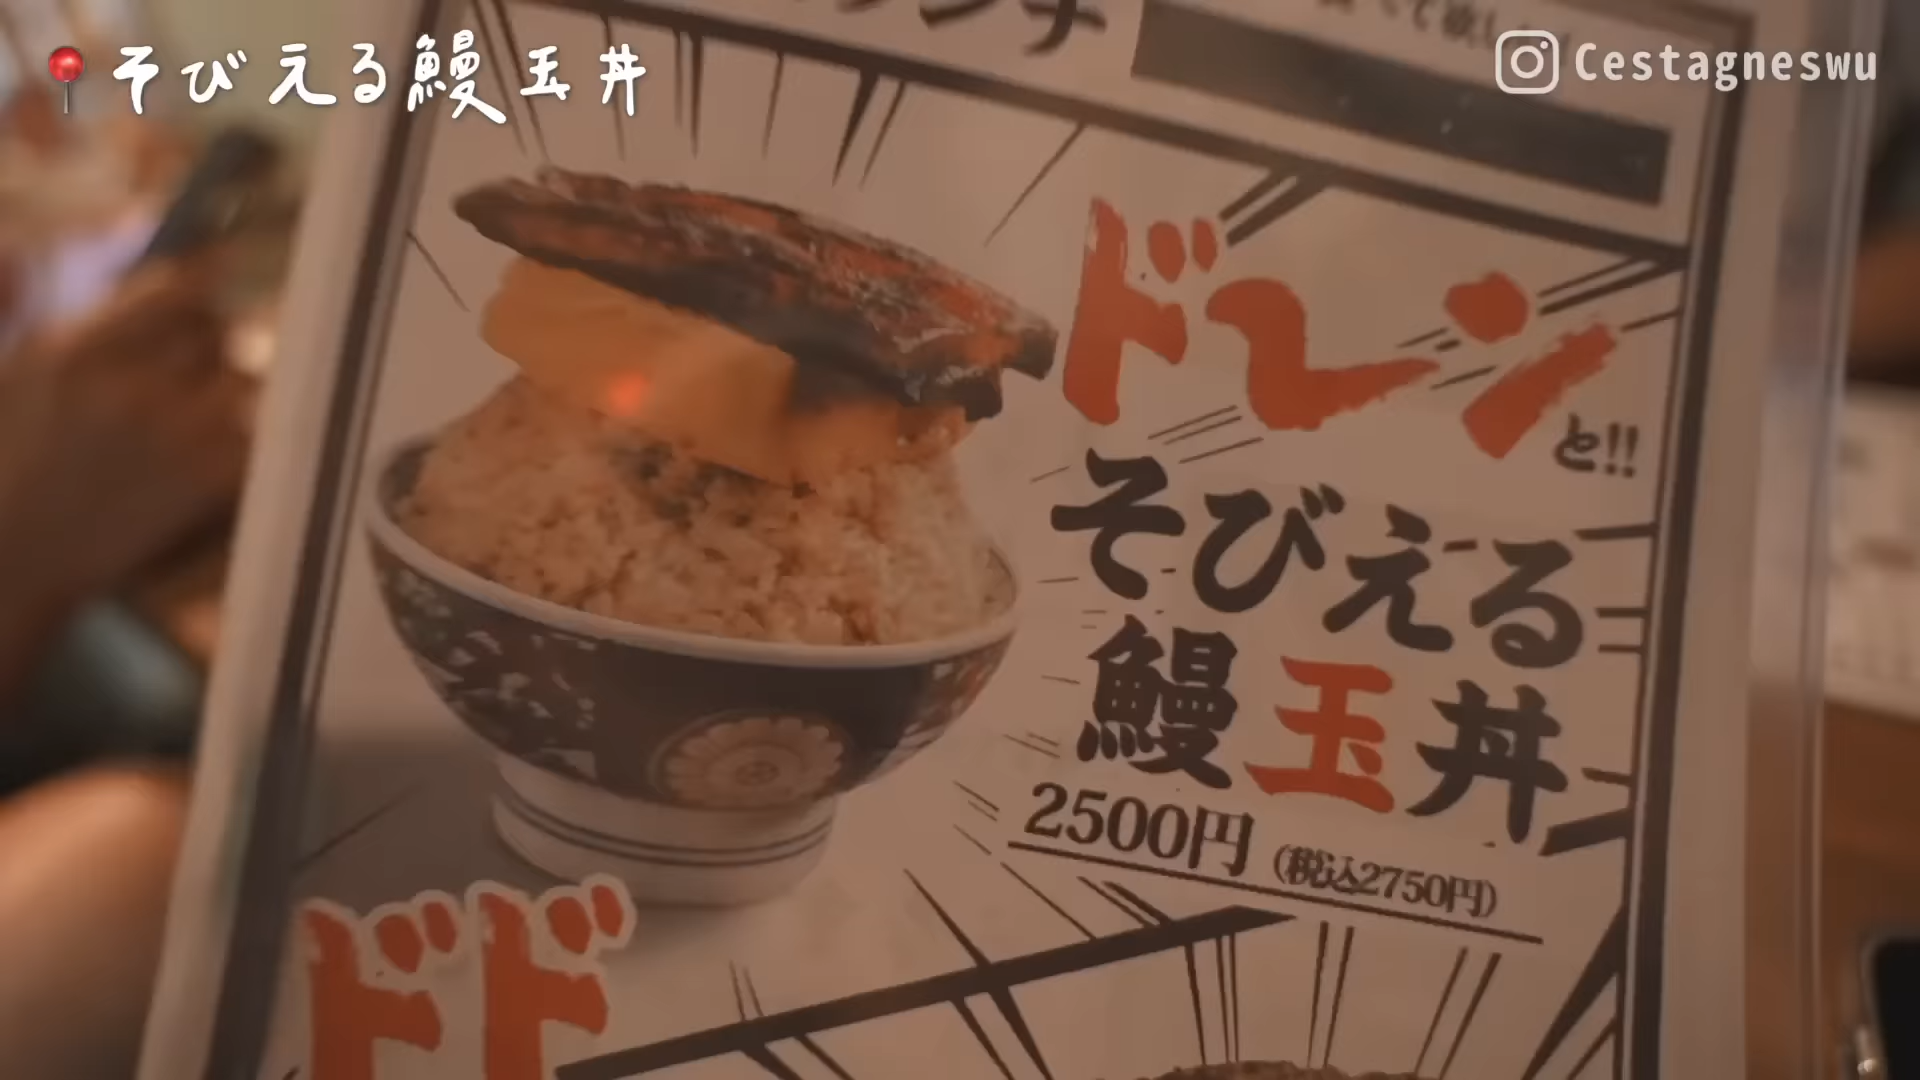 そびえる鰻玉丼
Cestagneswu
ドーン
と!!
そびえる
鰻玉丼
2500円 (税込2750円)
ドド